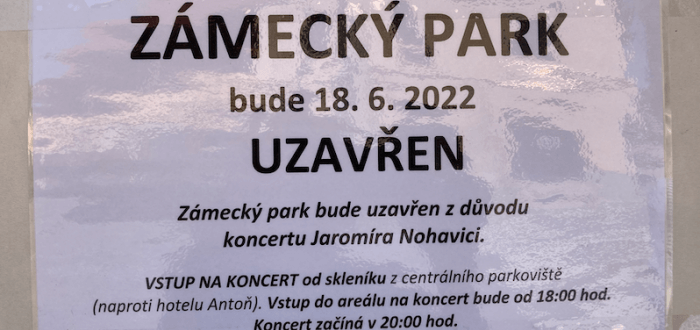 ZÁMECKÝ PARK
bude 18. 6. 2022
UZAVŘEN
Zámecký park bude uzavřen z důvodu
koncertu Jaromíra Nohavici.
VSTUP NA KONCERT od skleníku z centrálního parkoviště
(naproti hotelu Antoň). Vstup do areálu na koncert bude od 18:00 hod.
Koncert začíná v 20:00 hod.